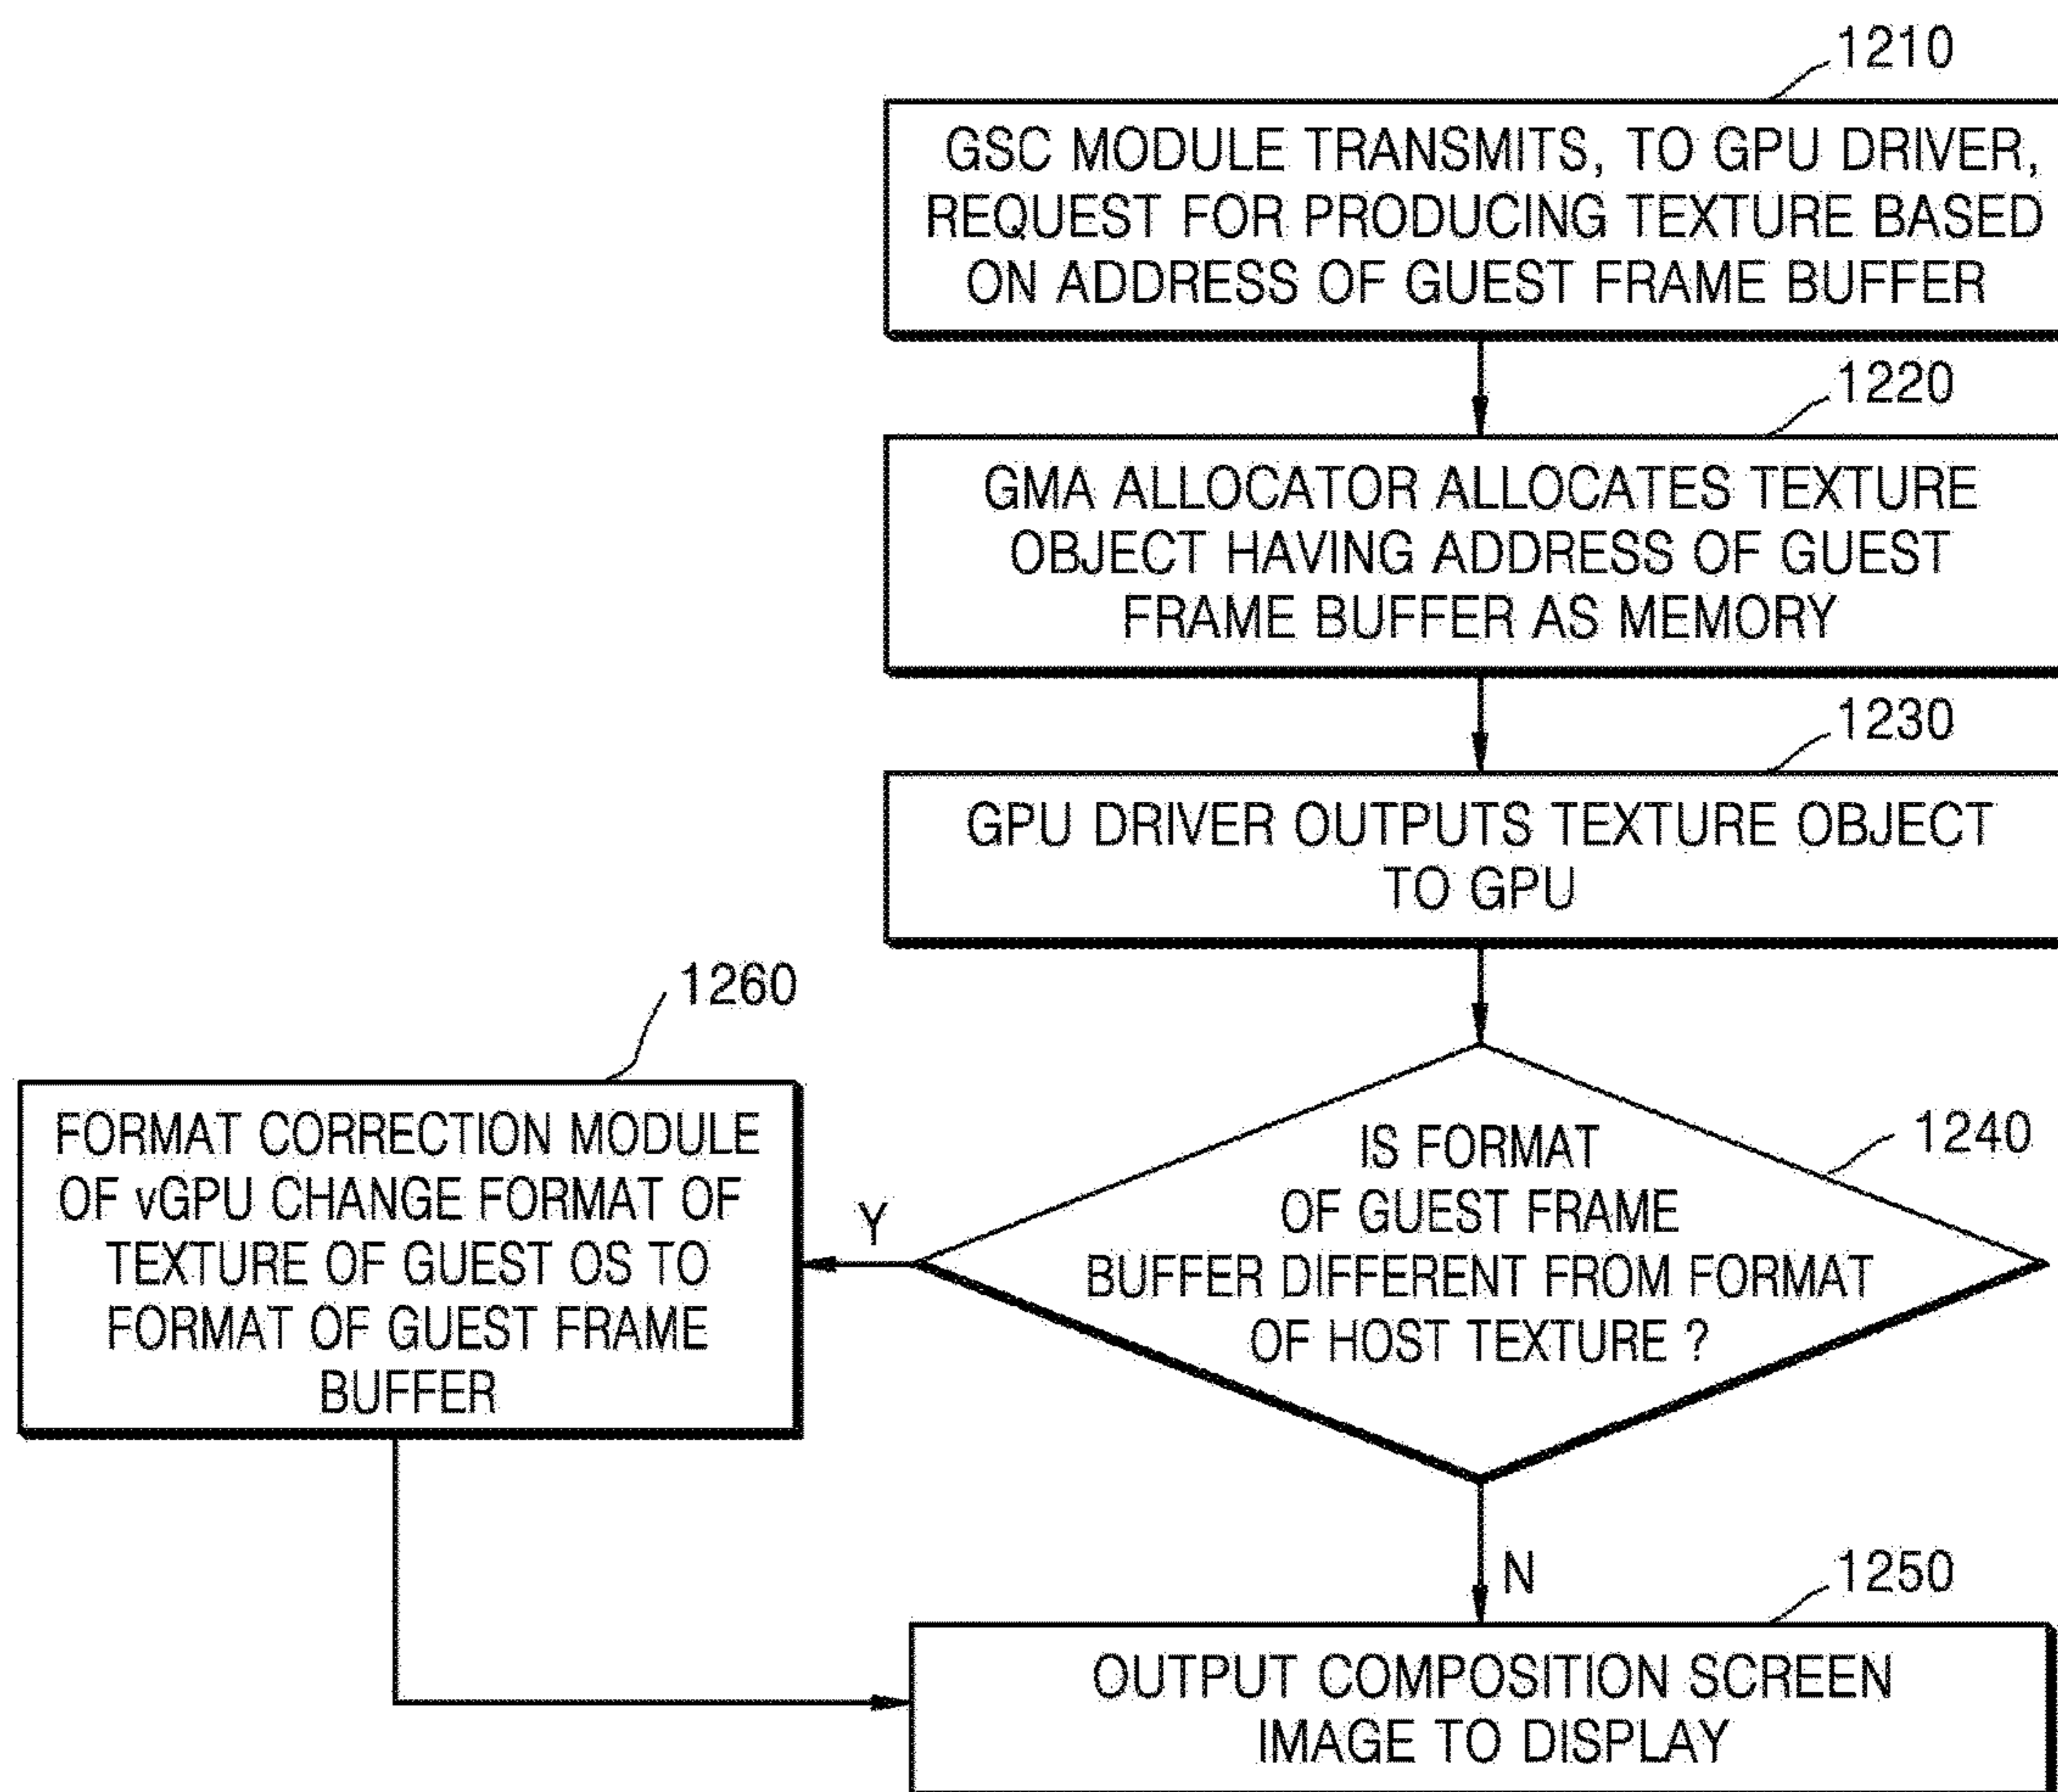 1210
GSC MODULE TRANSMITS, TO GPU DRIVER,
REQUEST FOR PRODUCING TEXTURE BASED
ON ADDRESS OF GUEST FRAME BUFFER
1220
GMA ALLOCATOR ALLOCATES TEXTURE
OBJECT HAVING ADDRESS OF GUEST
FRAME BUFFER AS MEMORY
1230
GPU DRIVER OUTPUTS TEXTURE OBJECT
TO GPU
1240
IS FORMAT
OF GUEST FRAME
BUFFER DIFFERENT FROM FORMAT
OF HOST TEXTURE ?
Y
1260
FORMAT CORRECTION MODULE
OF vGPU CHANGE FORMAT OF
TEXTURE OF GUEST OS TO
FORMAT OF GUEST FRAME
BUFFER
N
1250
OUTPUT COMPOSITION SCREEN
IMAGE TO DISPLAY